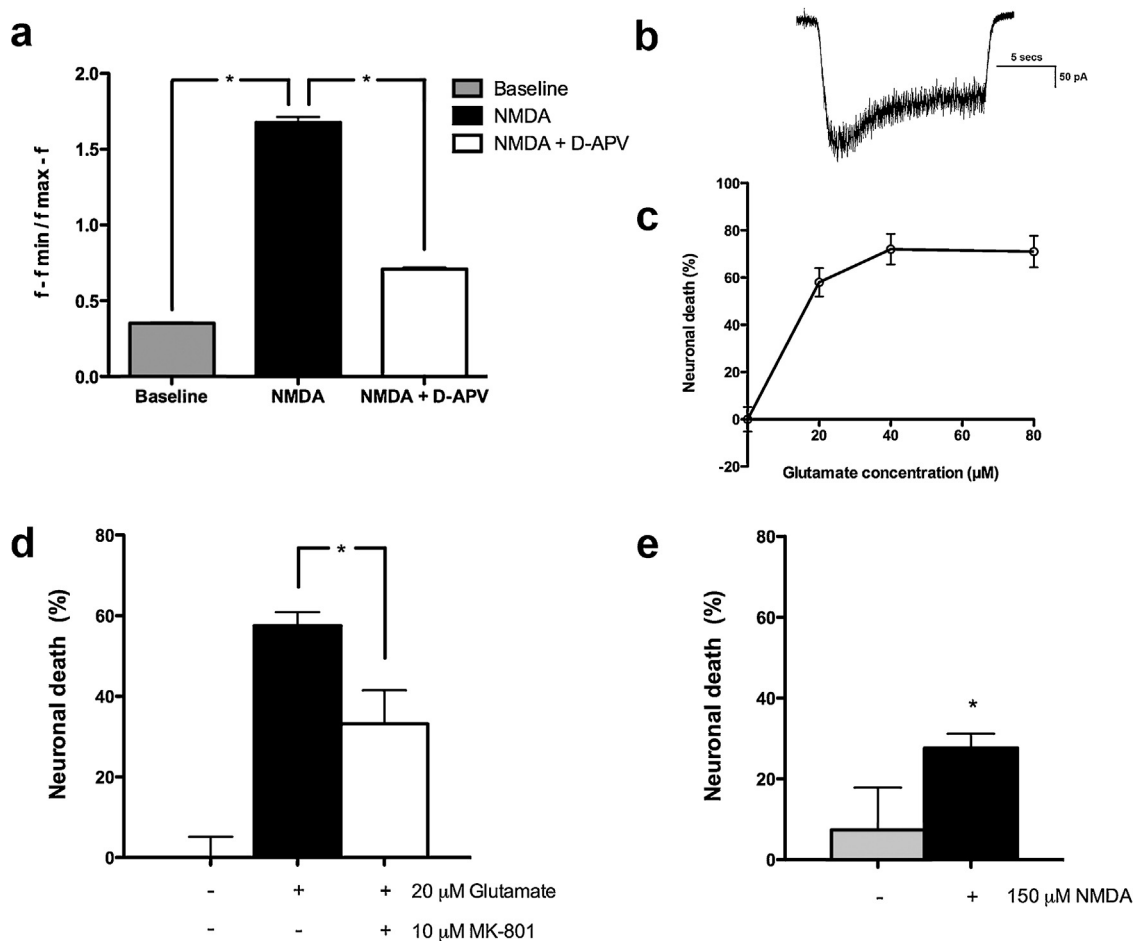 a
2.0
1.5
1.0
0.5
0.0
f - f min / f max - f
* *
Baseline
NMDA
NMDA + D-APV
Baseline NMDA NMDA + D-APV
b
5 secs
50 pA
c
100
80
60
40
20
0
-20
Neuronal death (%)
20 40 60 80
Glutamate concentration (µM)
d
80
60
40
20
0
Neuronal death (%)
*
- + + 20 µM Glutamate
- - + 10 µM MK-801
e
80
60
40
20
0
Neuronal death (%)
*
- + 150 µM NMDA